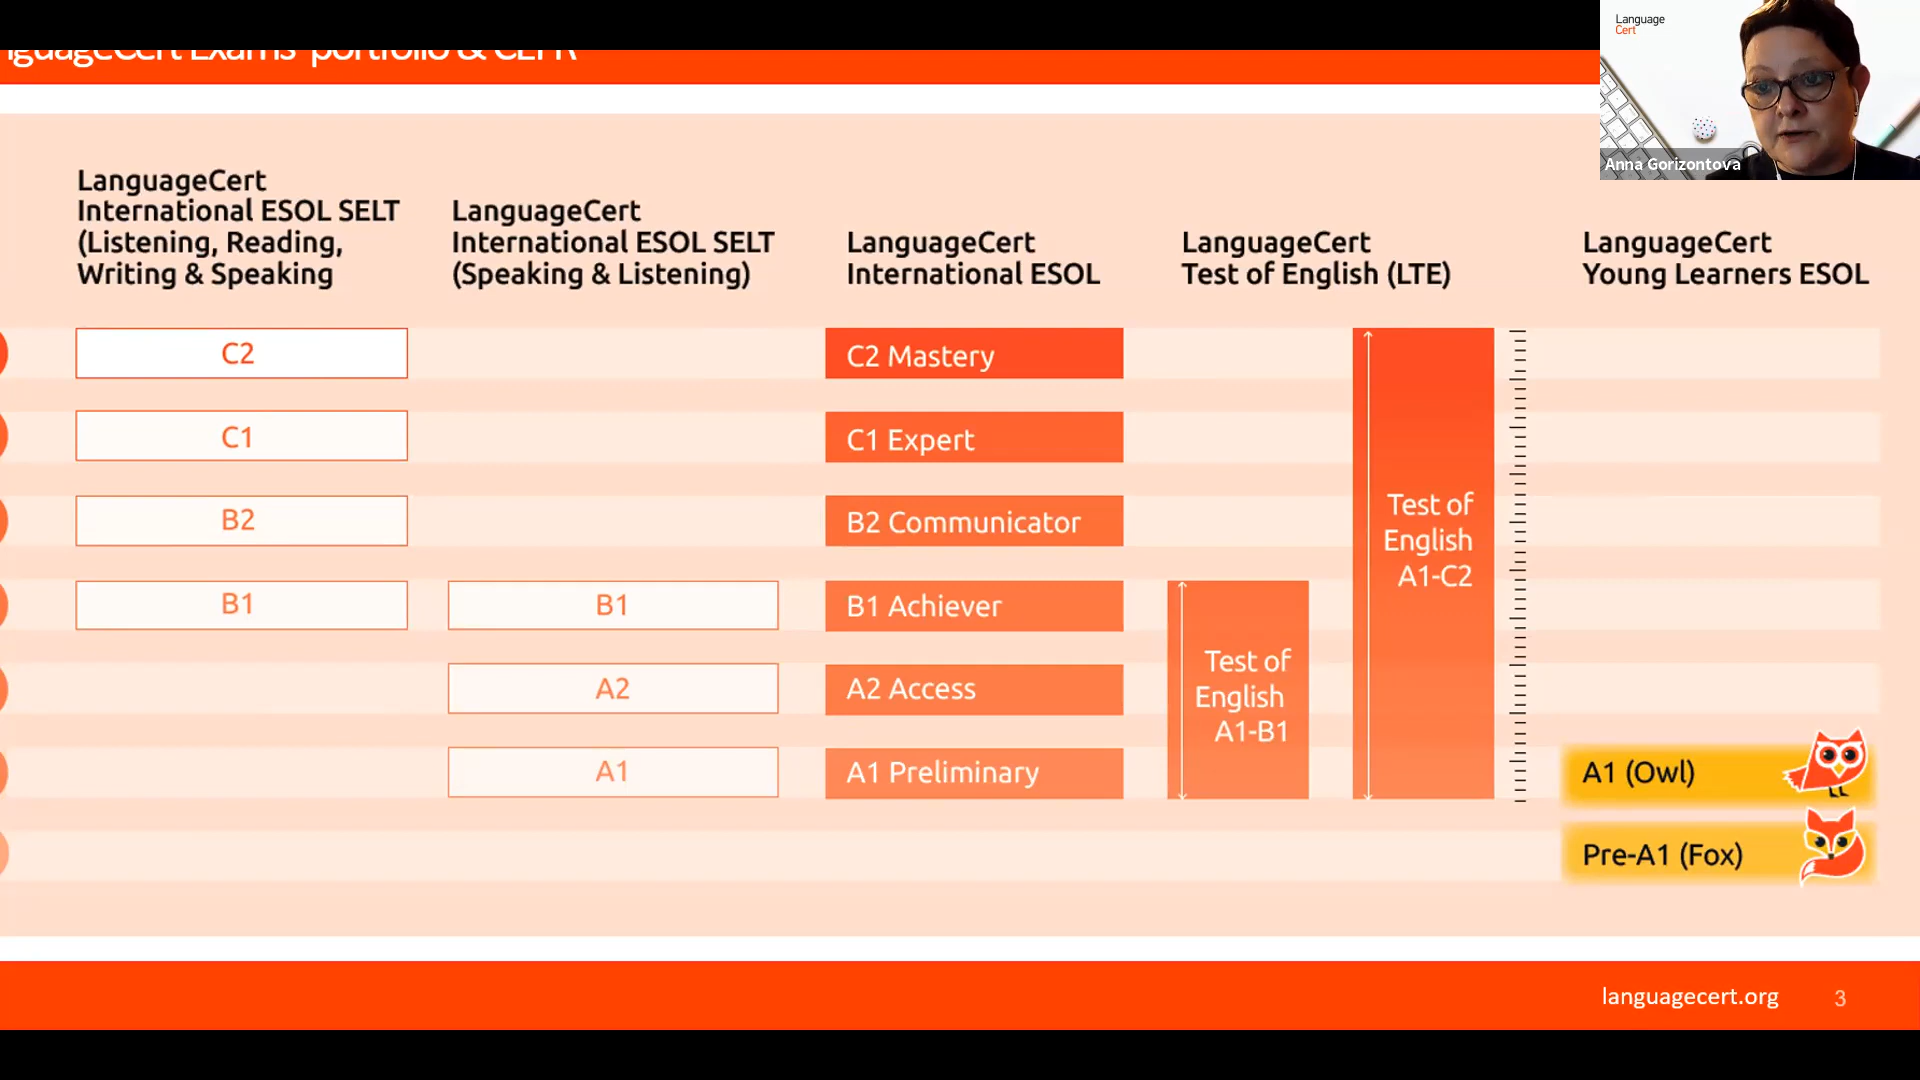 portfolio & CEFR
Language
Cert
Anna Gorizontova
LanguageCert
International ESOL SELT
(Listening, Reading,
Writing & Speaking
LanguageCert
International ESOL SELT
(Speaking & Listening)
LanguageCert
International ESOL
LanguageCert
Test of English (LTE)
LanguageCert
Young Learners ESOL
C2
C2 Mastery
C1
C1 Expert
B2
B2 Communicator
Test of
English
A1-C2
B1
B1
B1 Achiever
A2
A2 Access
Test of
English
A1-B1
A1
A1 Preliminary
A1 (Owl)
Pre-A1 (Fox)
languagecert.org
3